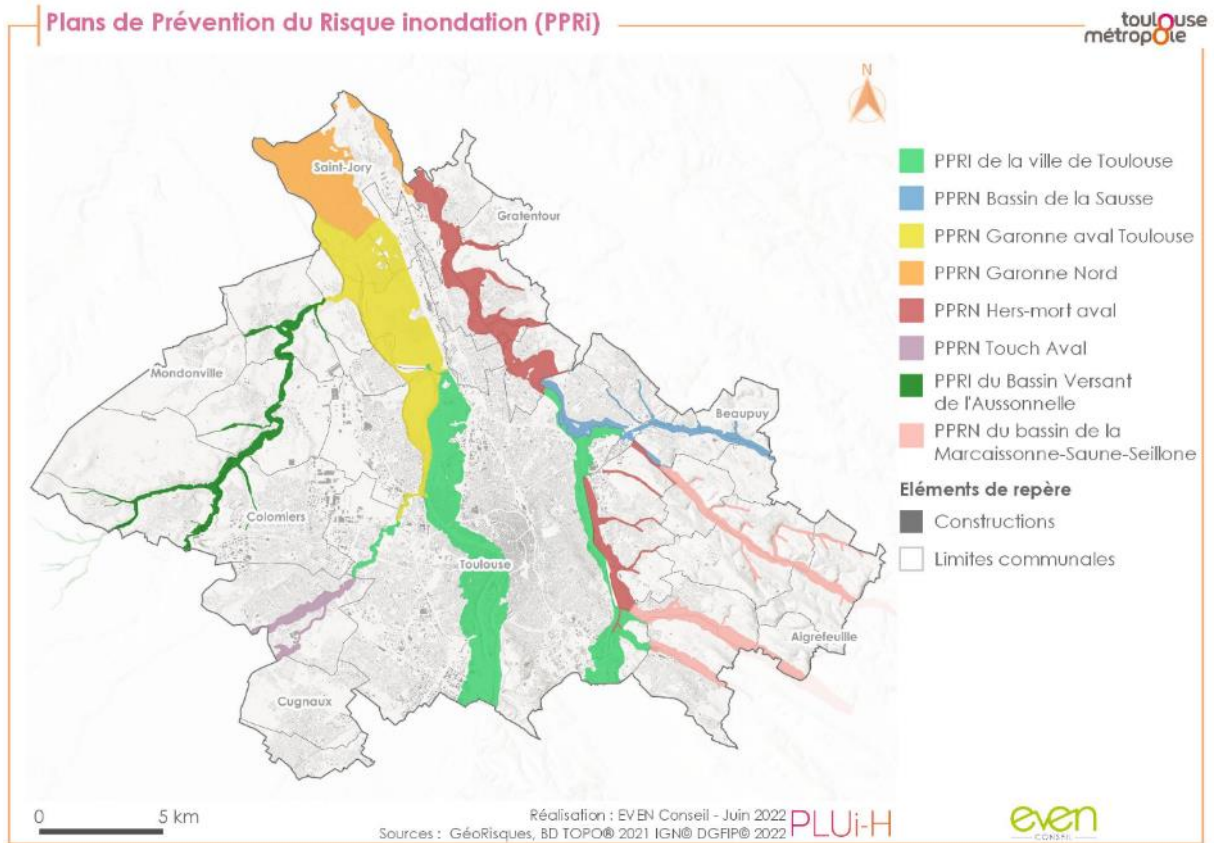 Plans de Prévention du Risque inondation (PPRi)
toulouse
métropole
N
Saint-Jory
Gratentour
Mondonville
Beaupuy
Colomiers
Toulouse
Aigrefeuille
Cugnaux
PPRI de la ville de Toulouse
PPRN Bassin de la Sausse
PPRN Garonne aval Toulouse
PPRN Garonne Nord
PPRN Hers-mort aval
PPRN Touch Aval
PPRI du Bassin Versant
de l'Aussonnelle
PPRN du bassin de la
Marcaissonne-Saune-Seillone
Eléments de repère
Constructions
Limites communales
0 5 km
Réalisation : EVEN Conseil - Juin 2022
Sources : GéoRisques, BD TOPO® 2021 IGN© DGFIP© 2022
PLUi-H
even
CONSEIL